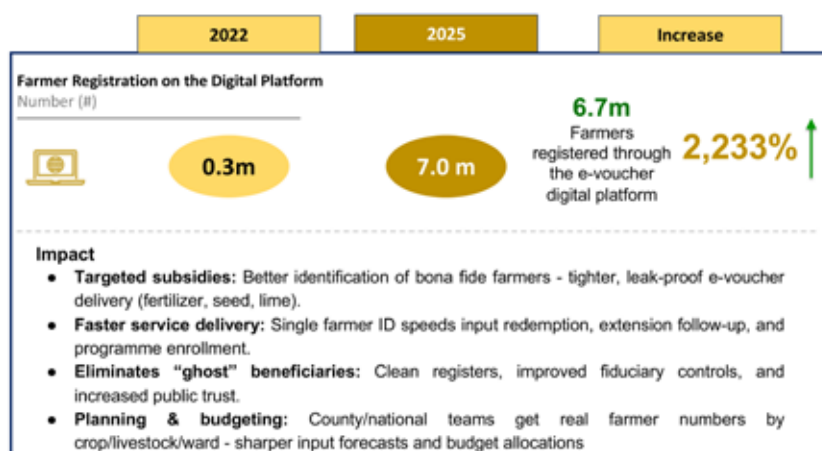 2022 2025 Increase
Farmer Registration on the Digital Platform
Number (#)
0.3m 7.0 m
6.7m
Farmers
registered through
the e-voucher
digital platform
2,233%
Impact
● Targeted subsidies: Better identification of bona fide farmers - tighter, leak-proof e-voucher
delivery (fertilizer, seed, lime).
● Faster service delivery: Single farmer ID speeds input redemption, extension follow-up, and
programme enrollment.
● Eliminates “ghost” beneficiaries: Clean registers, improved fiduciary controls, and
increased public trust.
● Planning & budgeting: County/national teams get real farmer numbers by
crop/livestock/ward - sharper input forecasts and budget allocations